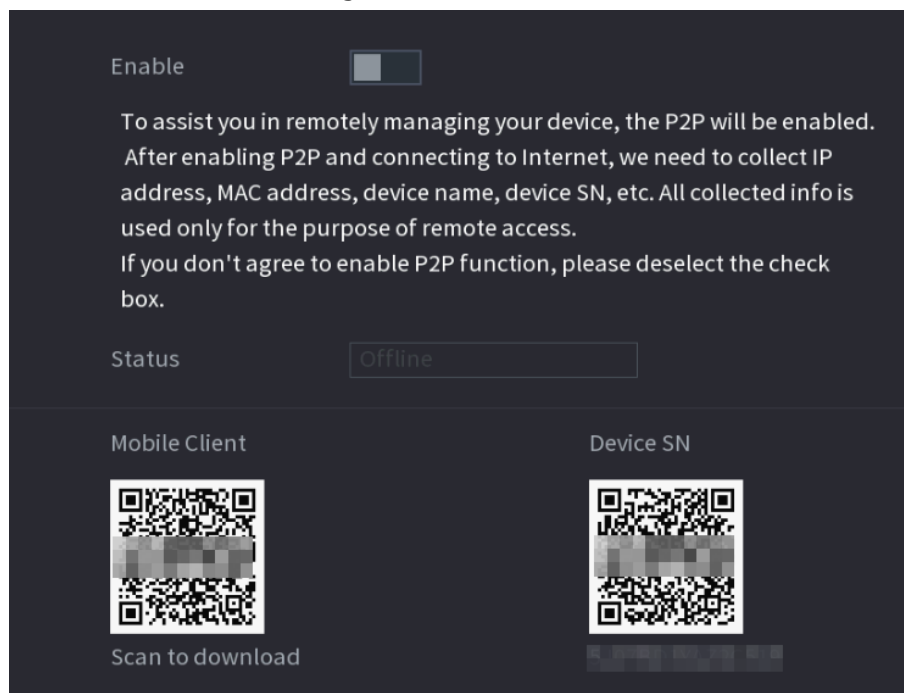 Enable
To assist you in remotely managing your device, the P2P will be enabled.
After enabling P2P and connecting to Internet, we need to collect IP
address, MAC address, device name, device SN, etc. All collected info is
used only for the purpose of remote access.
If you don't agree to enable P2P function, please deselect the check
box.
Status
Offline
Mobile Client
Device SN
Scan to download